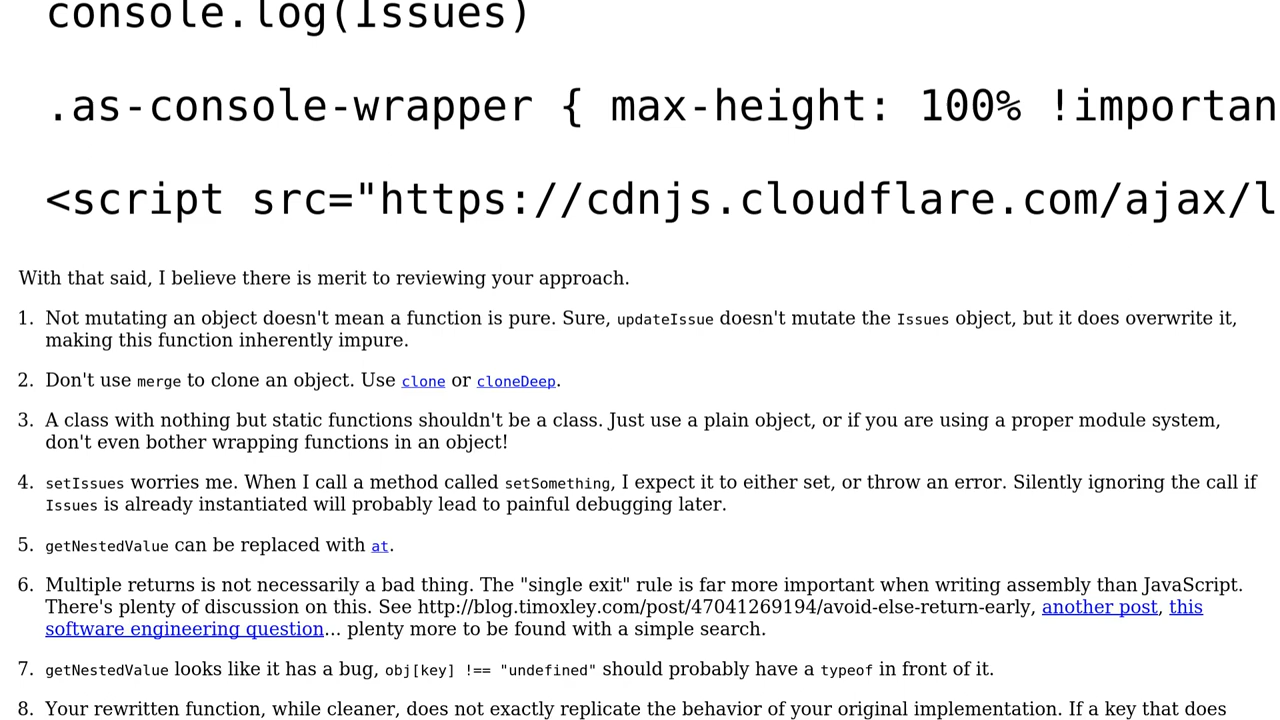 console.log(Issues)
.as-console-wrapper { max-height: 100% !importan
<script src="https://cdnjs.cloudflare.com/ajax/l
With that said, I believe there is merit to reviewing your approach.
1. Not mutating an object doesn't mean a function is pure. Sure, updateIssue doesn't mutate the Issues object, but it does overwrite it,
making this function inherently impure.
2. Don't use merge to clone an object. Use clone or cloneDeep.
3. A class with nothing but static functions shouldn't be a class. Just use a plain object, or if you are using a proper module system,
don't even bother wrapping functions in an object!
4. setIssues worries me. When I call a method called setSomething, I expect it to either set, or throw an error. Silently ignoring the call if
Issues is already instantiated will probably lead to painful debugging later.
5. getNestedValue can be replaced with at.
6. Multiple returns is not necessarily a bad thing. The "single exit" rule is far more important when writing assembly than JavaScript.
There's plenty of discussion on this. See http://blog.timoxley.com/post/47041269194/avoid-else-return-early, another post, this
software engineering question... plenty more to be found with a simple search.
7. getNestedValue looks like it has a bug, obj[key] !== "undefined" should probably have a typeof in front of it.
8. Your rewritten function, while cleaner, does not exactly replicate the behavior of your original implementation. If a key that does